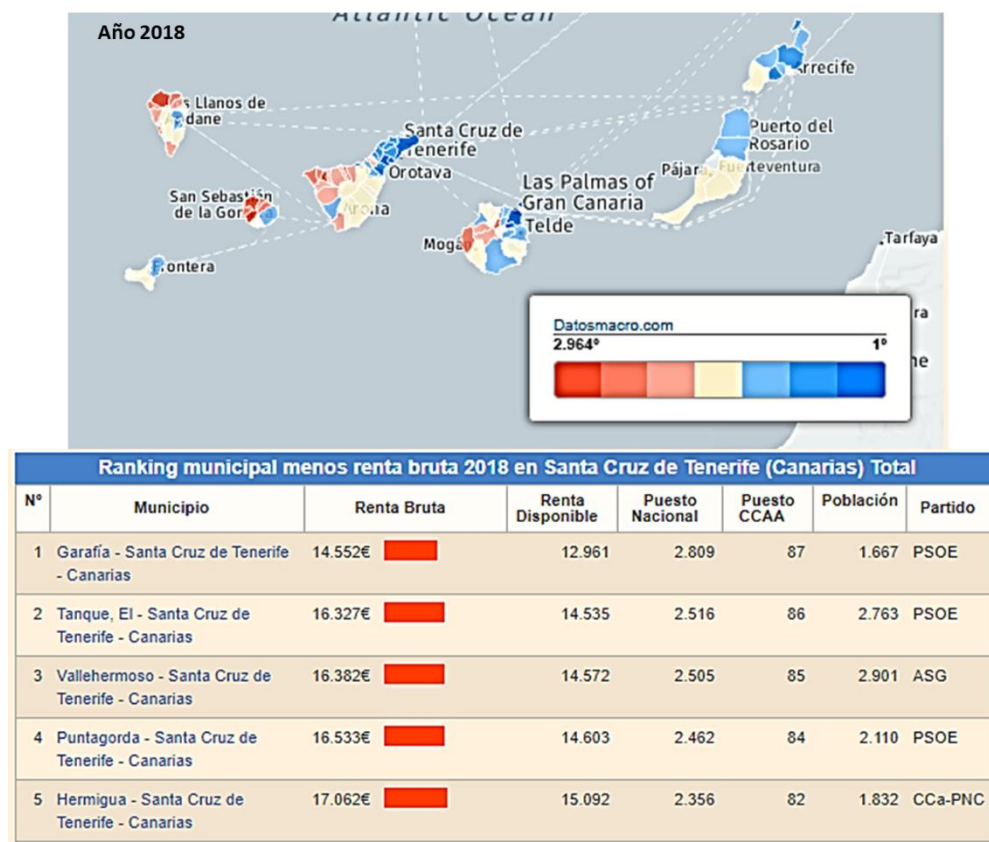 Atlantic Ocean
Año 2018
Arrecife
s Llanos de
dane
Santa Cruz de
Tenerife
Puerto del
Rosario
Orotava
Pájara, Fuerteventura
Las Palmas of
Gran Canaria
San Sebastián
de la Gom
Arona
Telde
Mogá
Tarfaya
Frontera
ra
ne
Datosmacro.com
2.964º 1º
Ranking municipal menos renta bruta 2018 en Santa Cruz de Tenerife (Canarias) Total
Nº Municipio Renta Bruta Renta Disponible Puesto Nacional Puesto CCAA Población Partido
1 Garafía - Santa Cruz de Tenerife 14.552€ 12.961 2.809 87 1.667 PSOE
- Canarias
2 Tanque, El - Santa Cruz de 16.327€ 14.535 2.516 86 2.763 PSOE
Tenerife - Canarias
3 Vallehermoso - Santa Cruz de 16.382€ 14.572 2.505 85 2.901 ASG
Tenerife - Canarias
4 Puntagorda - Santa Cruz de 16.533€ 14.603 2.462 84 2.110 PSOE
Tenerife - Canarias
5 Hermigua - Santa Cruz de 17.062€ 15.092 2.356 82 1.832 CCa-PNC
Tenerife - Canarias